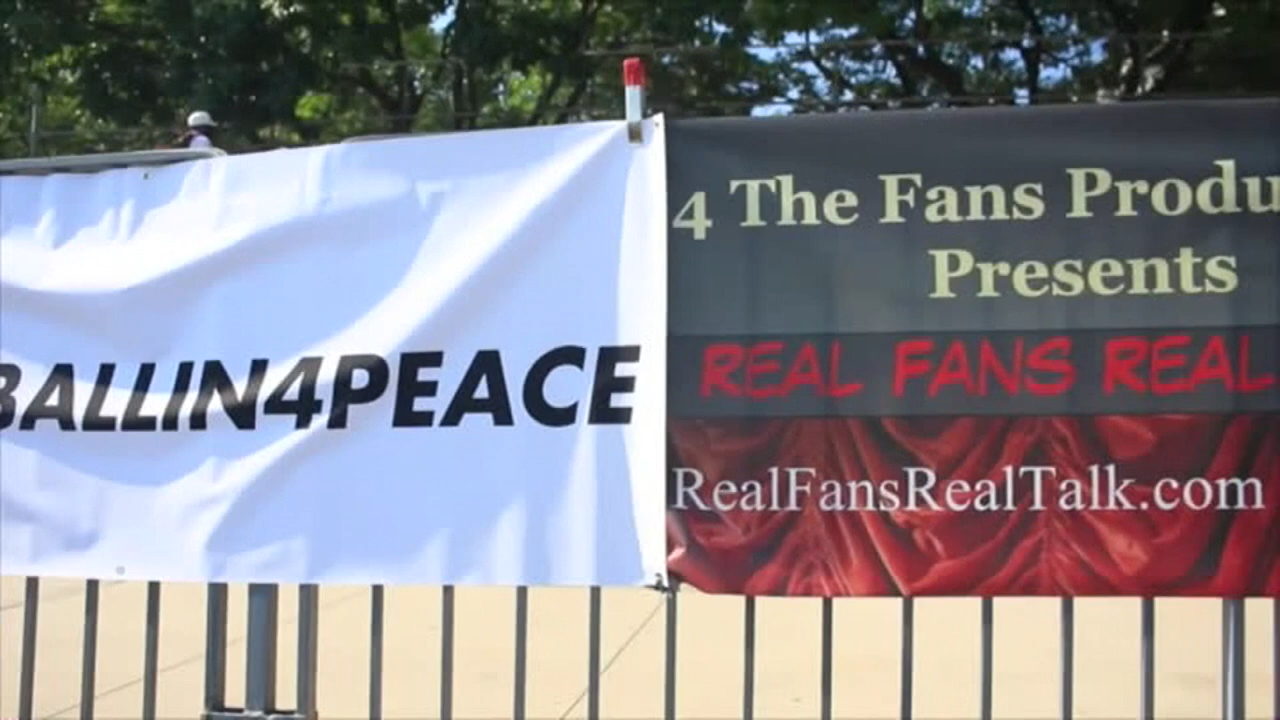 BALLIN4PEACE
4 The Fans Produ
Presents
REAL FANS REAL
RealFansRealTalk.com